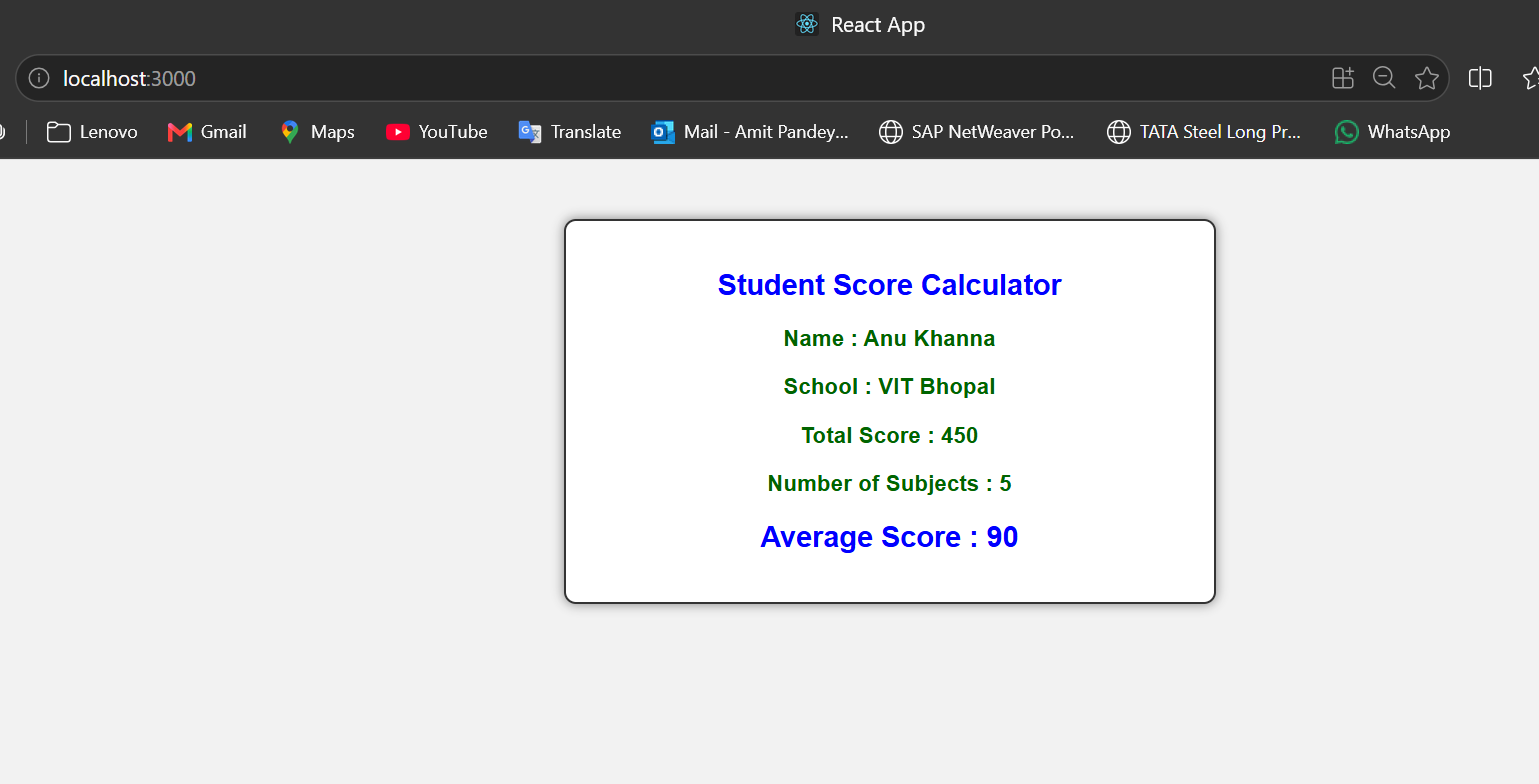 React App
localhost:3000
Lenovo Gmail Maps YouTube Translate Mail - Amit Pandey... SAP NetWeaver Po... TATA Steel Long Pr... WhatsApp
Student Score Calculator
Name : Anu Khanna
School : VIT Bhopal
Total Score : 450
Number of Subjects : 5
Average Score : 90